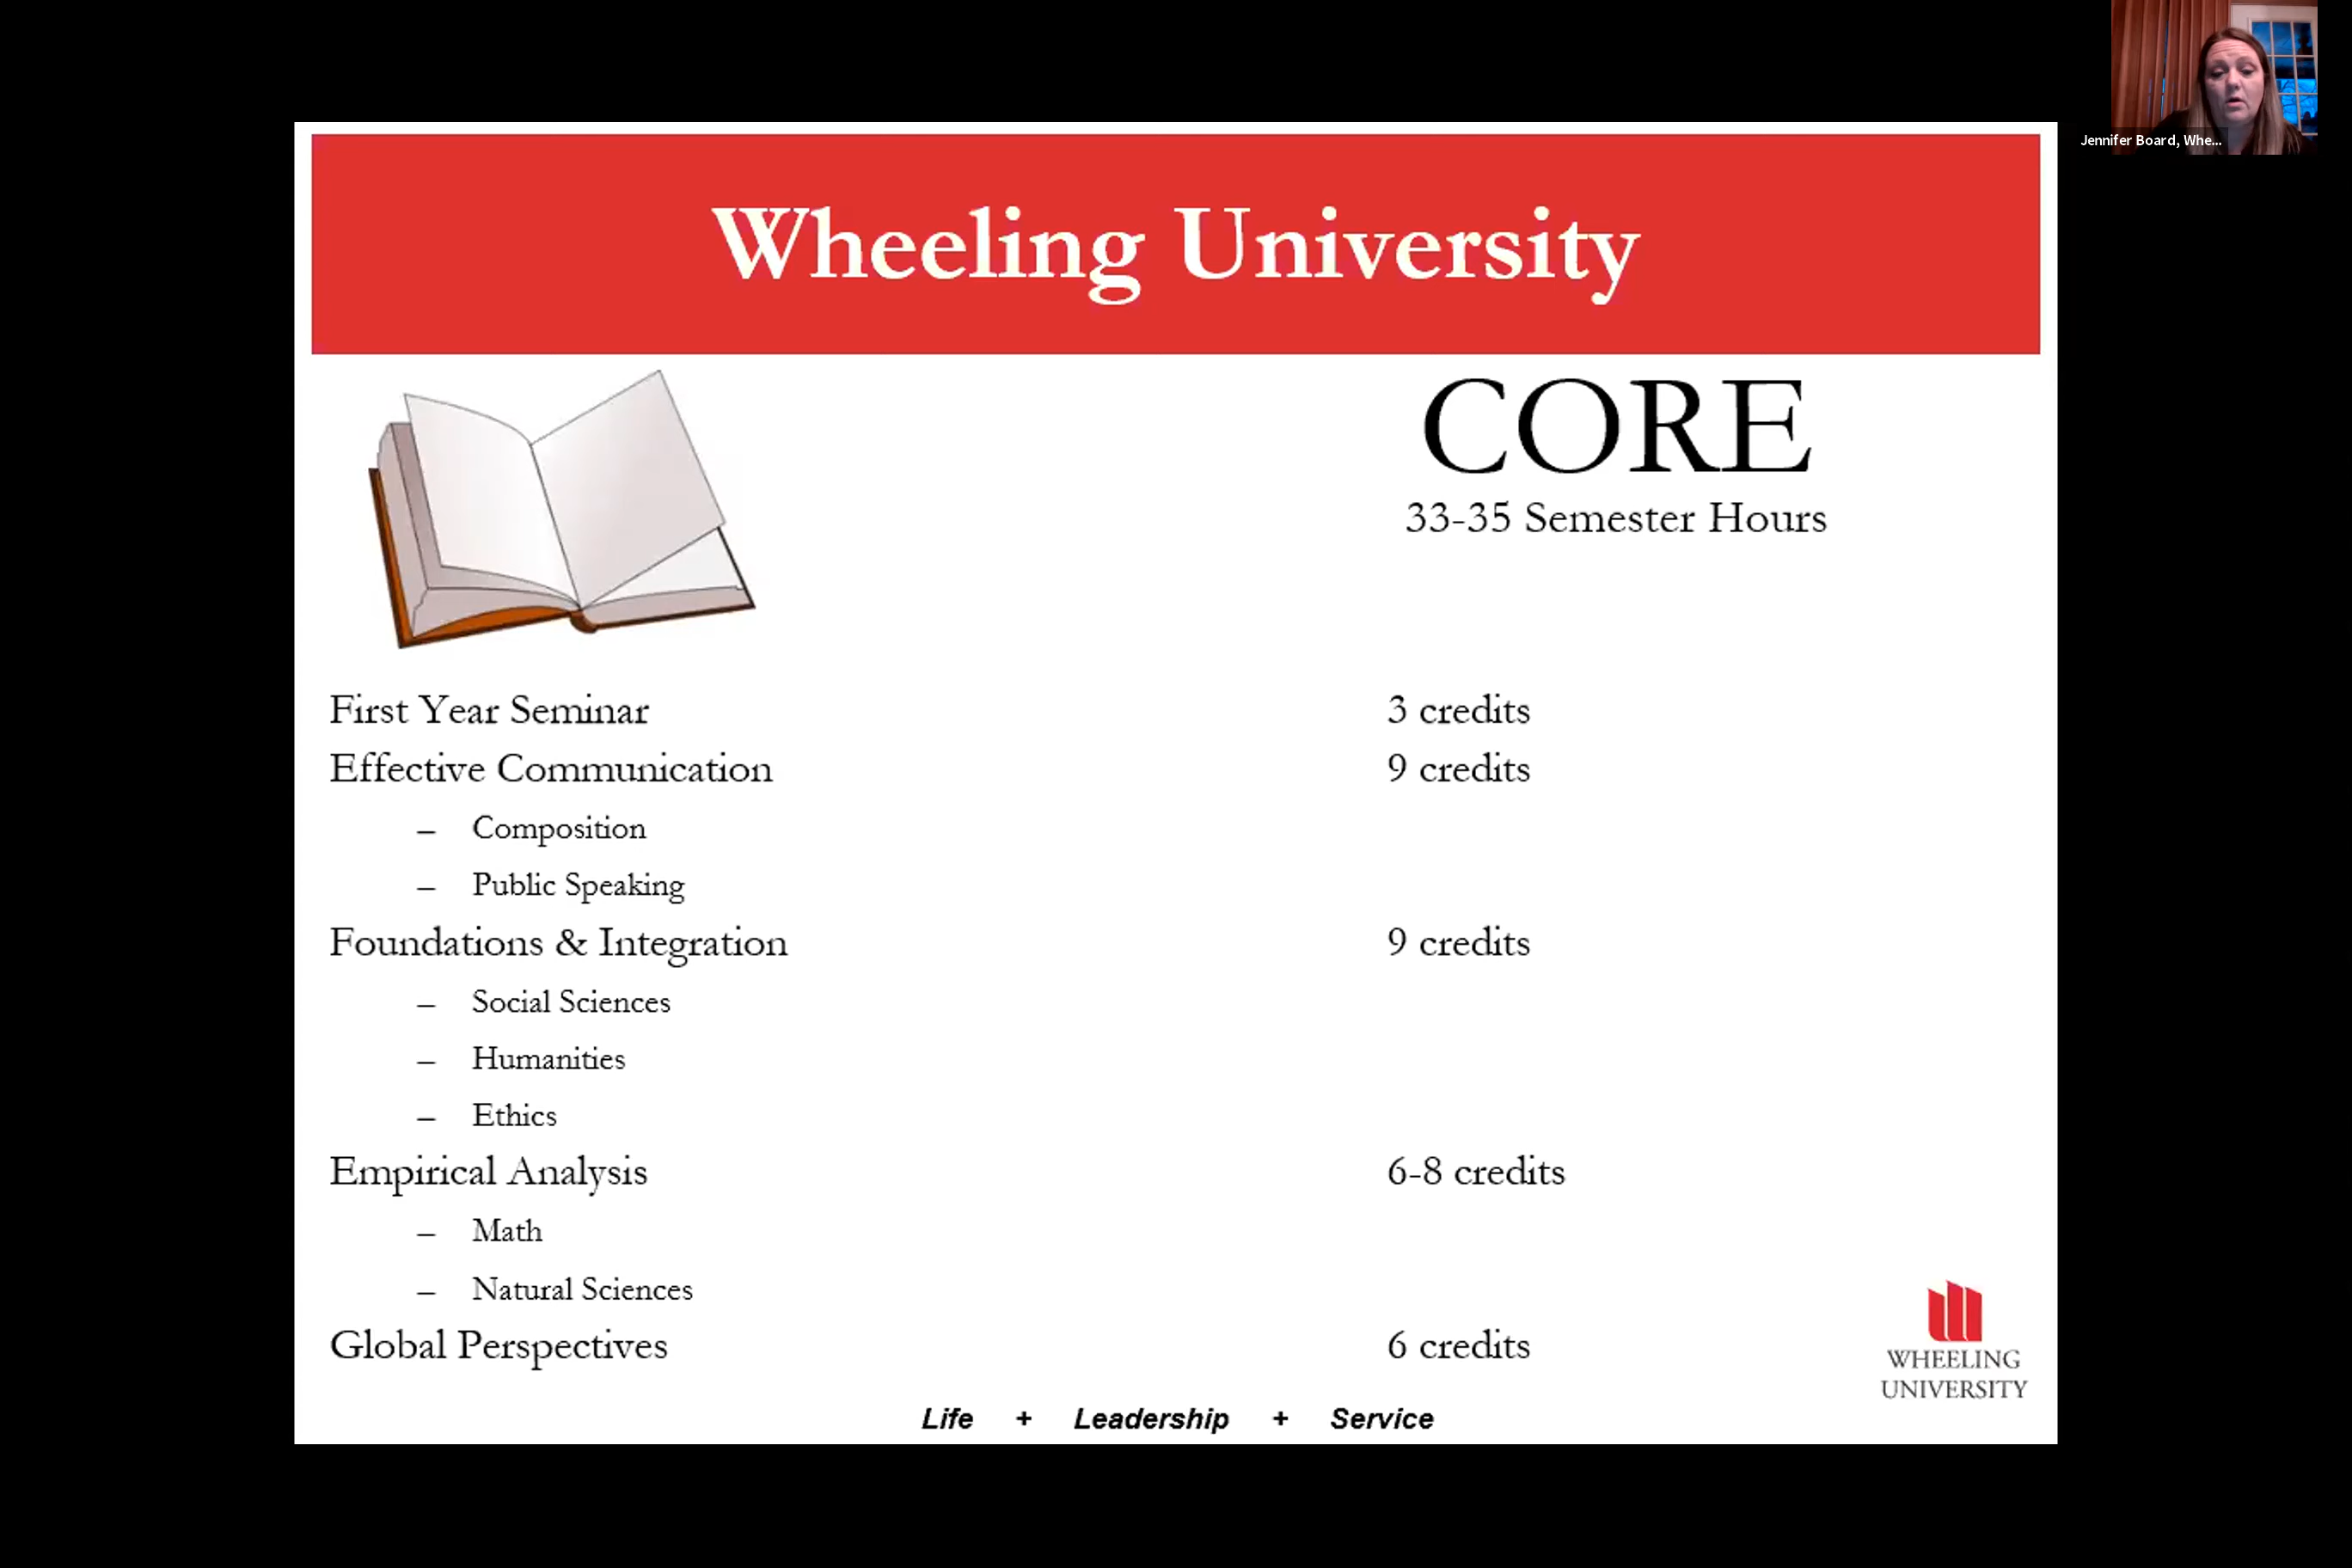 Jennifer Board, Whe...
Wheeling University
CORE
33-35 Semester Hours
First Year Seminar 3 credits
Effective Communication 9 credits
– Composition
– Public Speaking
Foundations & Integration 9 credits
– Social Sciences
– Humanities
– Ethics
Empirical Analysis 6-8 credits
– Math
– Natural Sciences
Global Perspectives 6 credits
WHEELING
UNIVERSITY
Life + Leadership + Service